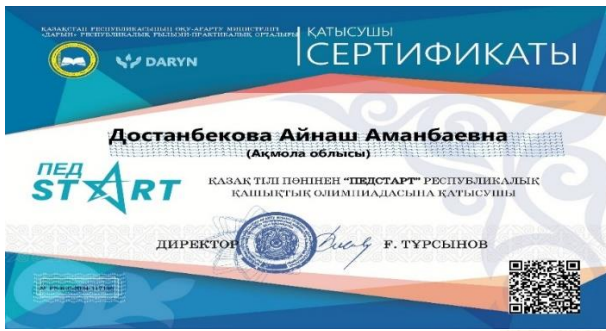 ҚАЗАҚСТАН РЕСПУБЛИКАСЫНЫҢ ОҚУ-АҒАРТУ МИНИСТРЛІГІ
«ДАРЫН» РЕСПУБЛИКАЛЫҚ ҒЫЛЫМИ-ПРАКТИКАЛЫҚ ОРТАЛЫҒЫ
DARYN
ҚАТЫСУШЫ
СЕРТИФИКАТЫ
Достанбекова Айнаш Аманбаевна
(Ақмола облысы)
ПЕД
START
ҚАЗАҚ ТІЛІ ПӘНІНЕН "ПЕДСТАРТ" РЕСПУБЛИКАЛЫҚ
ҚАШЫҚТЫҚ ОЛИМПИАДАСЫНА ҚАТЫСУШЫ
ДИРЕКТОР Ғ. ТҮРСЫНОВ